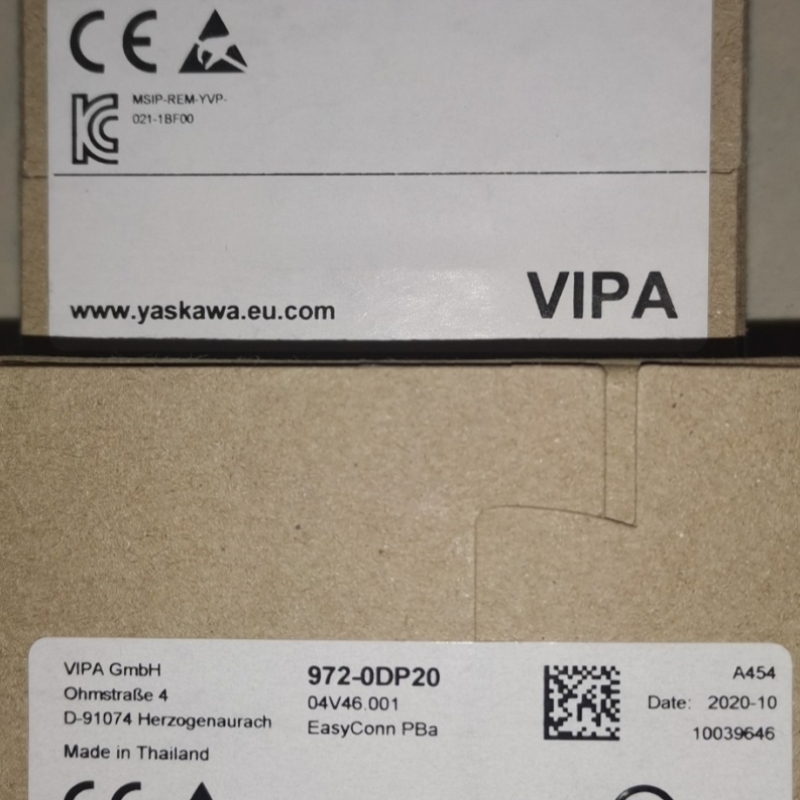 CE
MSIP-REM-YVP-
021-1BF00
www.yaskawa.eu.com
VIPA
VIPA GmbH
Ohmstraße 4
D-91074 Herzogenaurach
Made in Thailand
972-0DP20
04V46.001
EasyConn PBa
A454
Date: 2020-10
10039646